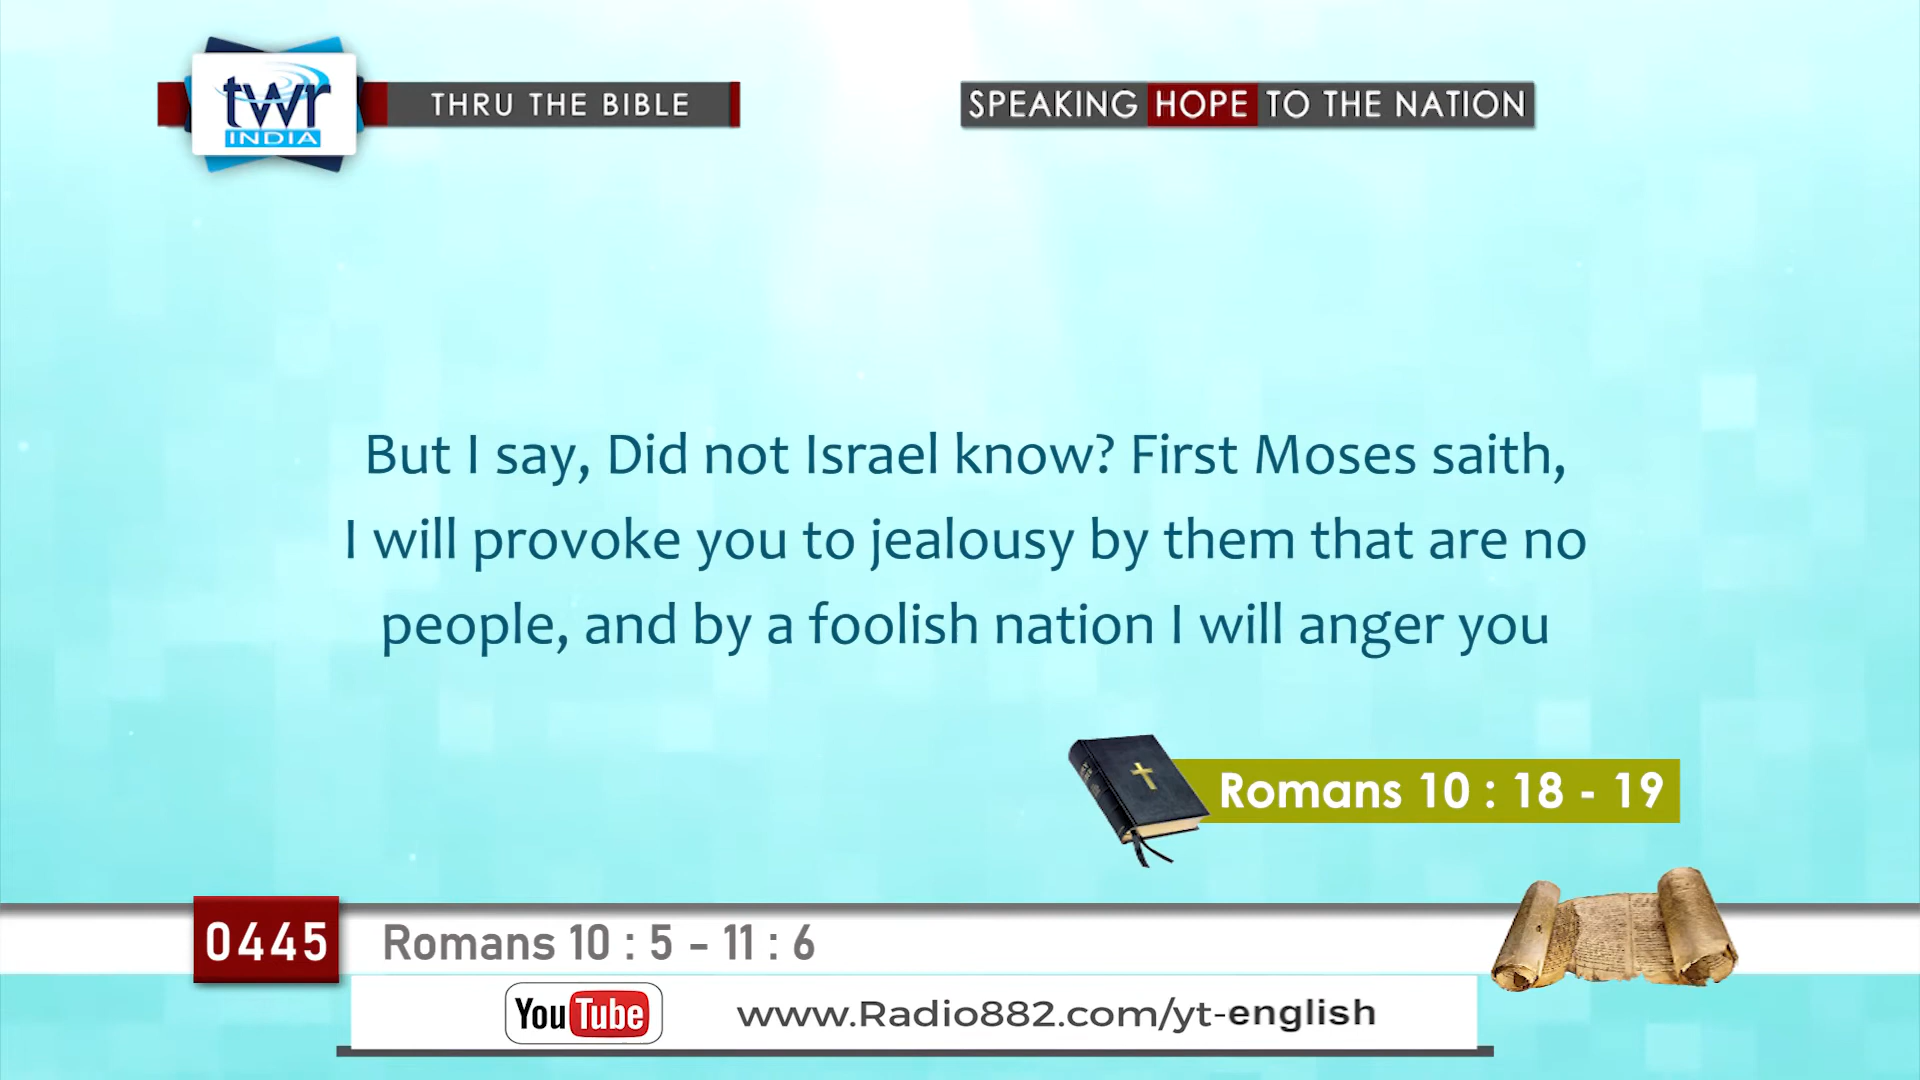 twr
INDIA
THRU THE BIBLE
SPEAKING HOPE TO THE NATION
But I say, Did not Israel know? First Moses saith,
I will provoke you to jealousy by them that are no
people, and by a foolish nation I will anger you
Romans 10 : 18 - 19
0445
Romans 10 : 5 - 11 : 6
YouTube
www.Radio882.com/yt-english